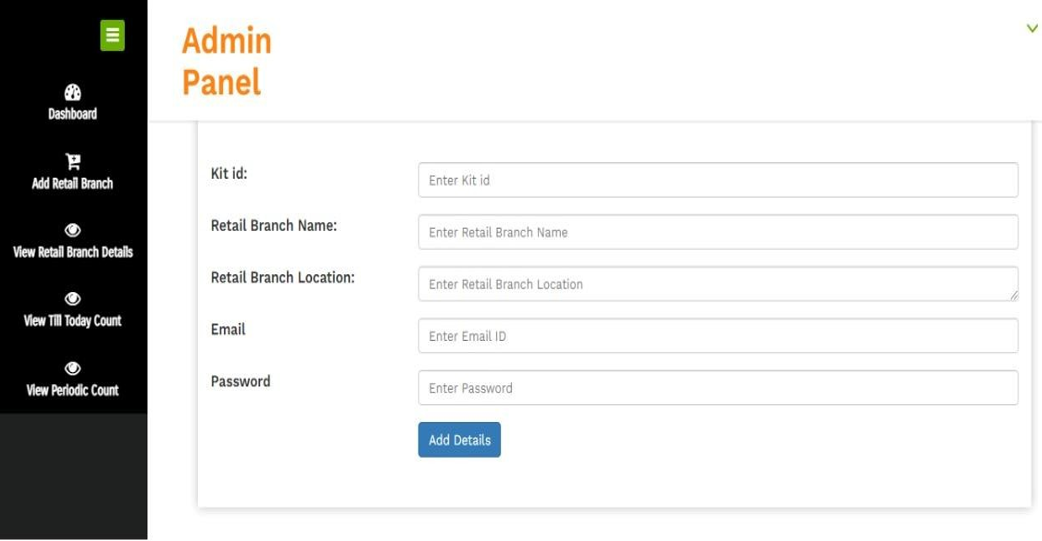 Admin
Panel
Dashboard
Add Retail Branch
View Retail Branch Details
View Till Today Count
View Periodic Count
Kit id:
Enter Kit id
Retail Branch Name:
Enter Retail Branch Name
Retail Branch Location:
Enter Retail Branch Location
Email
Enter Email ID
Password
Enter Password
Add Details